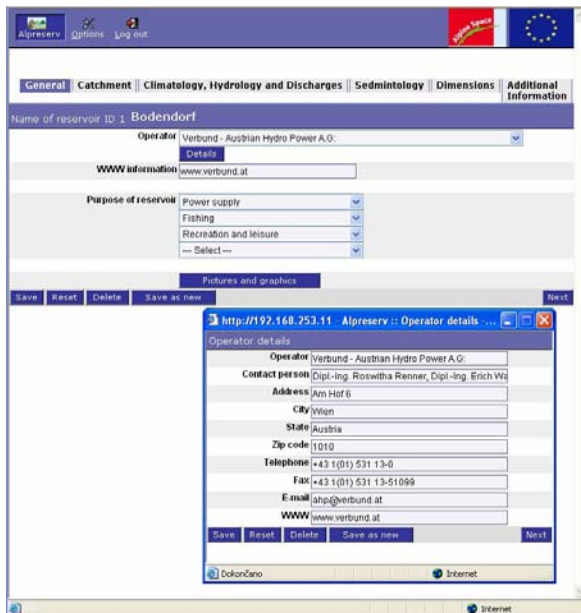 Alpreserv Options Log out
Alpine Space
General Catchment Climatology, Hydrology and Discharges Sedmintology Dimensions Additional Information
Name of reservoir ID 1 Bodendorf
Operator Verbund - Austrian Hydro Power A.G:
Details
WWW information www.verbund.at
Purpose of reservoir Power supply
Fishing
Recreation and leisure
--- Select ---
Pictures and graphics
Save Reset Delete Save as new Next
http://192.168.253.11 - Alpreserv :: Operator details - ...
Operator details
Operator Verbund - Austrian Hydro Power A.G:
Contact person Dipl.-Ing. Roswitha Renner, Dipl.-Ing. Erich Wa
Address Am Hof 6
City Wien
State Austria
Zip code 1010
Telephone +43 1(01) 531 13-0
Fax +43 1(01) 531 13-51099
E-mail ahp@verbund.at
WWW www.verbund.at
Save Reset Delete Save as new Next
Dokončano Internet
Internet